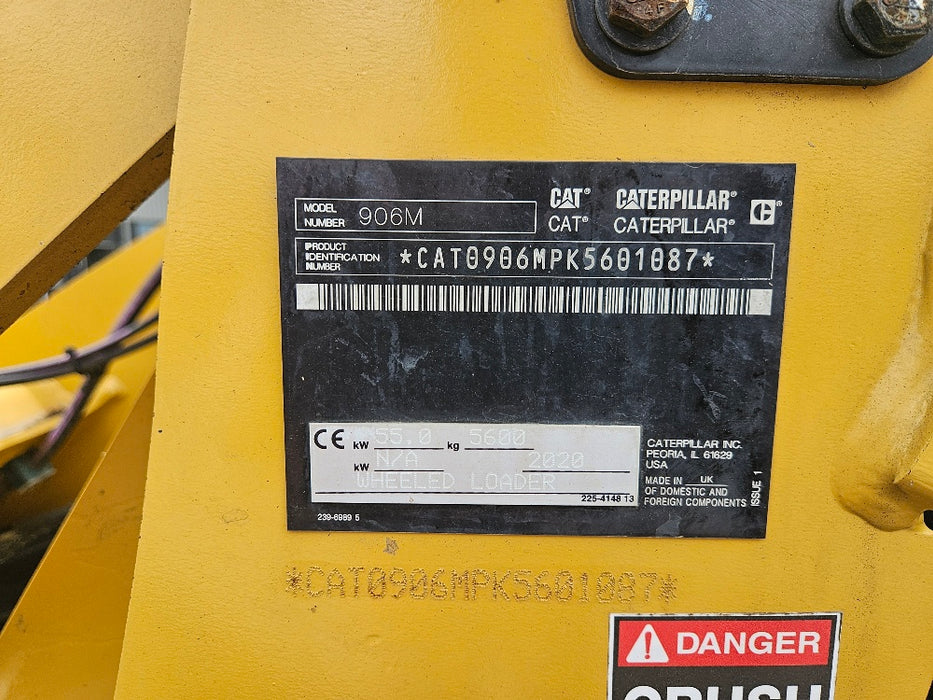 MODEL NUMBER 906M
CAT® CATERPILLAR®
CAT® CATERPILLAR®
PRODUCT IDENTIFICATION NUMBER *CAT0906MPK5601087*
CE kW 55.0 kg 5600
kW N/A 2020
WHEELED LOADER
225-4148 13
CATERPILLAR INC.
PEORIA, IL 61629
USA
MADE IN UK
OF DOMESTIC AND
FOREIGN COMPONENTS
ISSUE 1
239-6989 5
*CAT0906MPK5601087*
DANGER
CRUSH